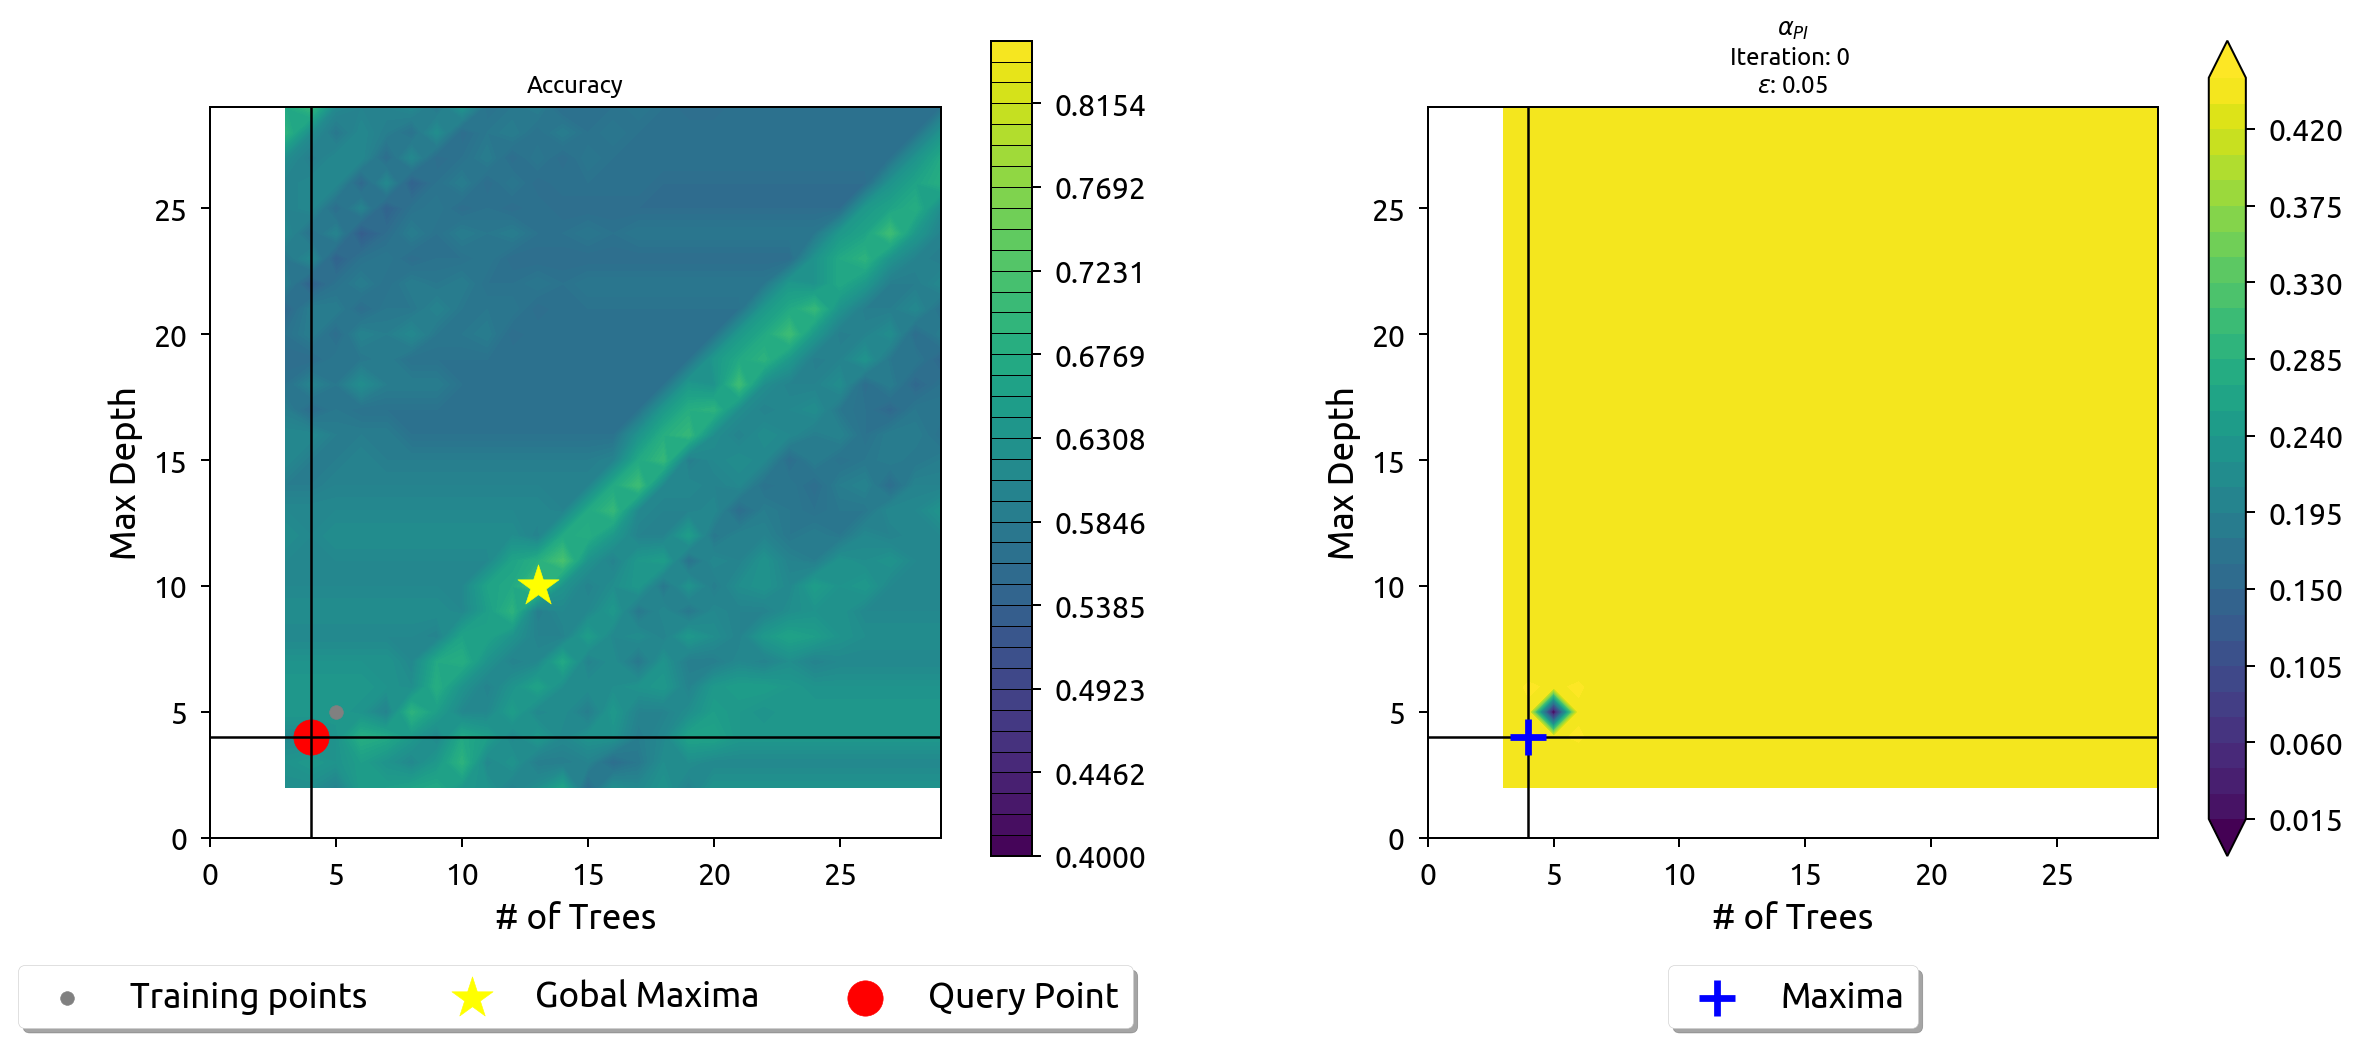 Accuracy
Max Depth
25
20
15
10
5
0
0 5 10 15 20 25
# of Trees
0.8154
0.7692
0.7231
0.6769
0.6308
0.5846
0.5385
0.4923
0.4462
0.4000
Training points Gobal Maxima Query Point
α_PI
Iteration: 0
ε: 0.05
Max Depth
25
20
15
10
5
0
0 5 10 15 20 25
# of Trees
0.420
0.375
0.330
0.285
0.240
0.195
0.150
0.105
0.060
0.015
Maxima